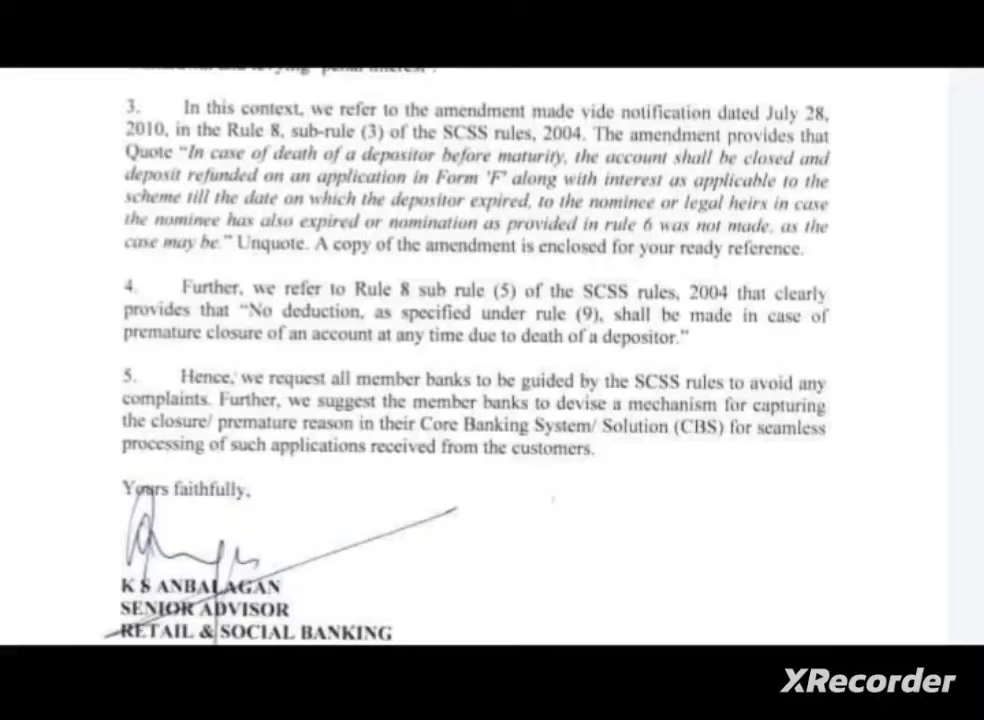 penal interest".
3. In this context, we refer to the amendment made vide notification dated July 28,
2010, in the Rule 8, sub-rule (3) of the SCSS rules, 2004. The amendment provides that
Quote "In case of death of a depositor before maturity, the account shall be closed and
deposit refunded on an application in Form 'F' along with interest as applicable to the
scheme till the date on which the depositor expired, to the nominee or legal heirs in case
the nominee has also expired or nomination as provided in rule 6 was not made, as the
case may be." Unquote. A copy of the amendment is enclosed for your ready reference.
4. Further, we refer to Rule 8 sub rule (5) of the SCSS rules, 2004 that clearly
provides that "No deduction, as specified under rule (9), shall be made in case of
premature closure of an account at any time due to death of a depositor."
5. Hence, we request all member banks to be guided by the SCSS rules to avoid any
complaints. Further, we suggest the member banks to devise a mechanism for capturing
the closure/ premature reason in their Core Banking System/ Solution (CBS) for seamless
processing of such applications received from the customers.
Yours faithfully,
K S ANBALAGAN
SENIOR ADVISOR
RETAIL & SOCIAL BANKING
XRecorder